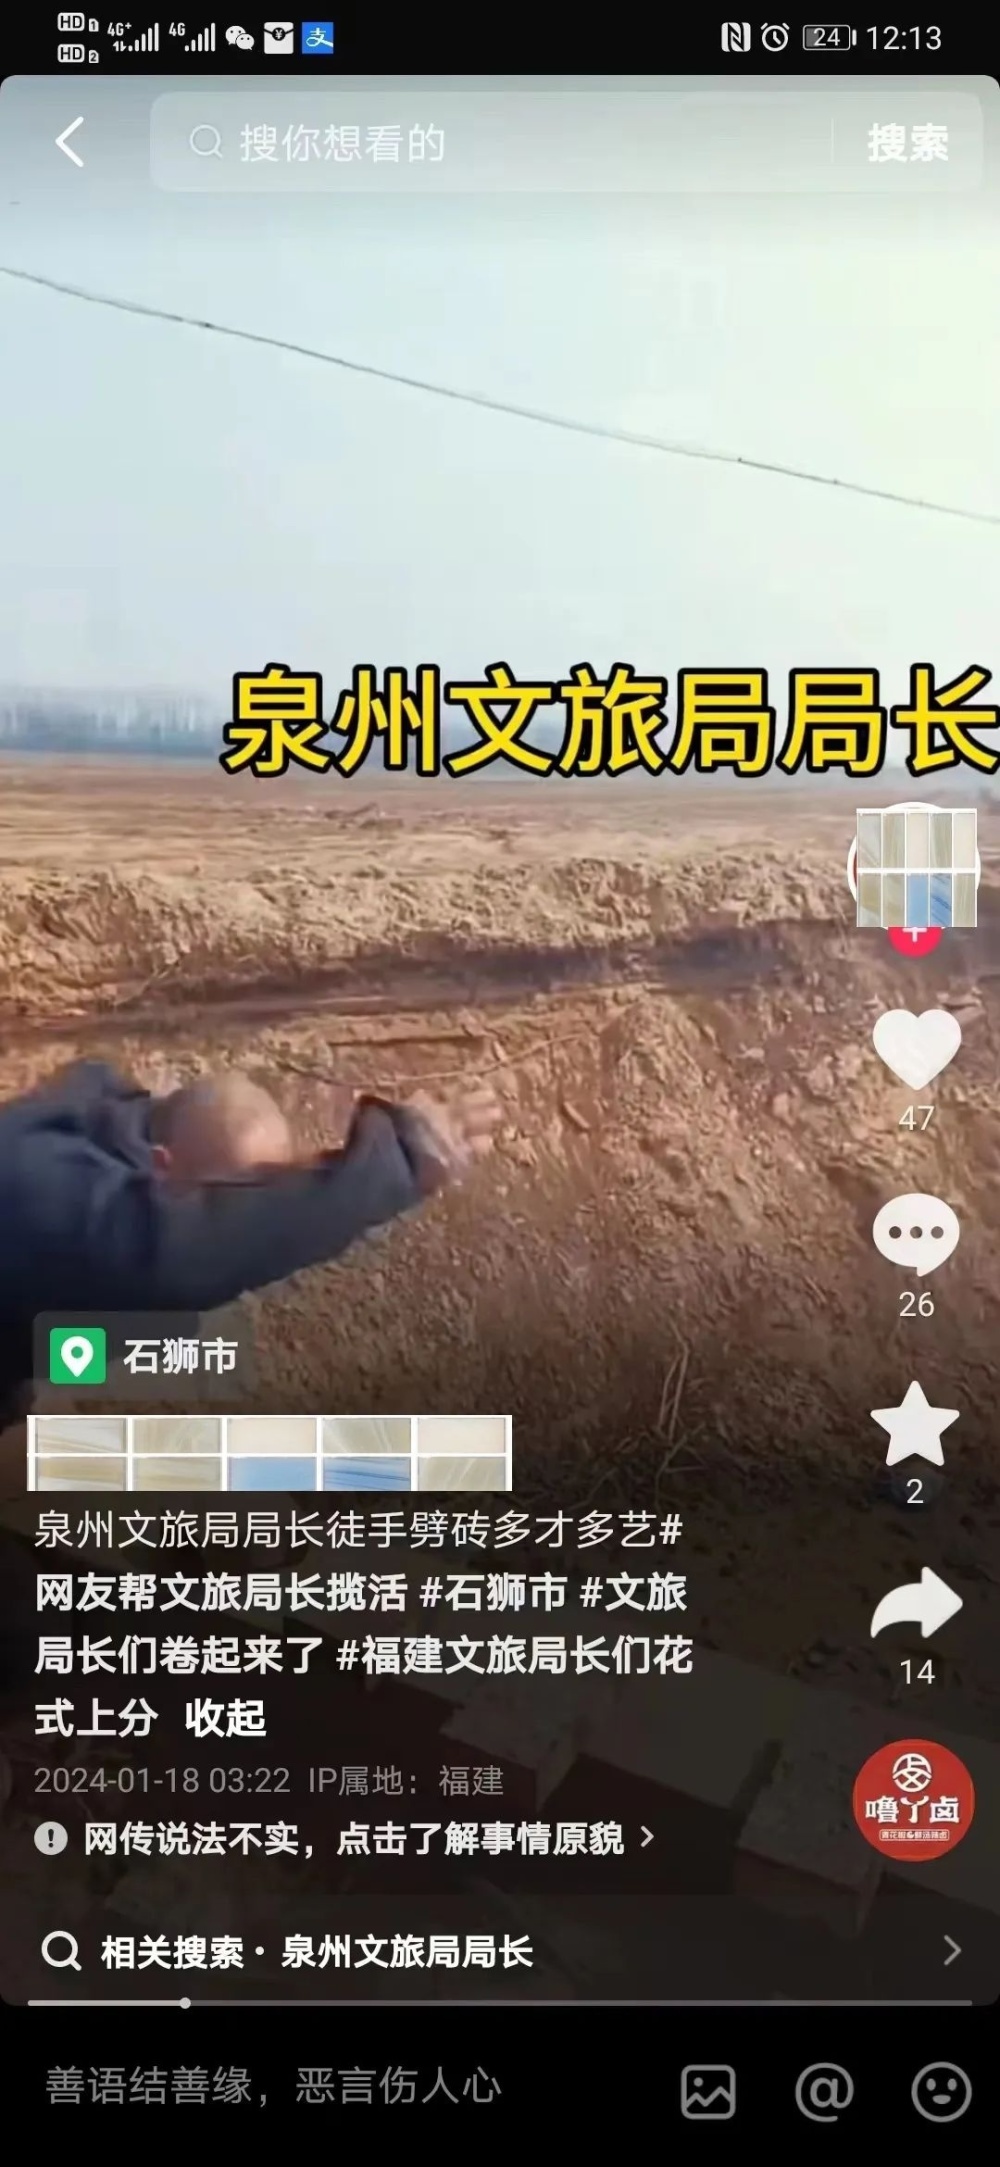 HD 1 4G+ 4G
HD 2
24 12:13
搜你想看的 搜索
泉州文旅局局长
47
26
石狮市
2
泉州文旅局局长徒手劈砖多才多艺#
网友帮文旅局长揽活 #石狮市 #文旅
局长们卷起来了 #福建文旅局长们花
式上分 收起
14
2024-01-18 03:22 IP属地：福建
噜丫卤
网传说法不实，点击了解事情原貌
相关搜索· 泉州文旅局局长
善语结善缘，恶言伤人心